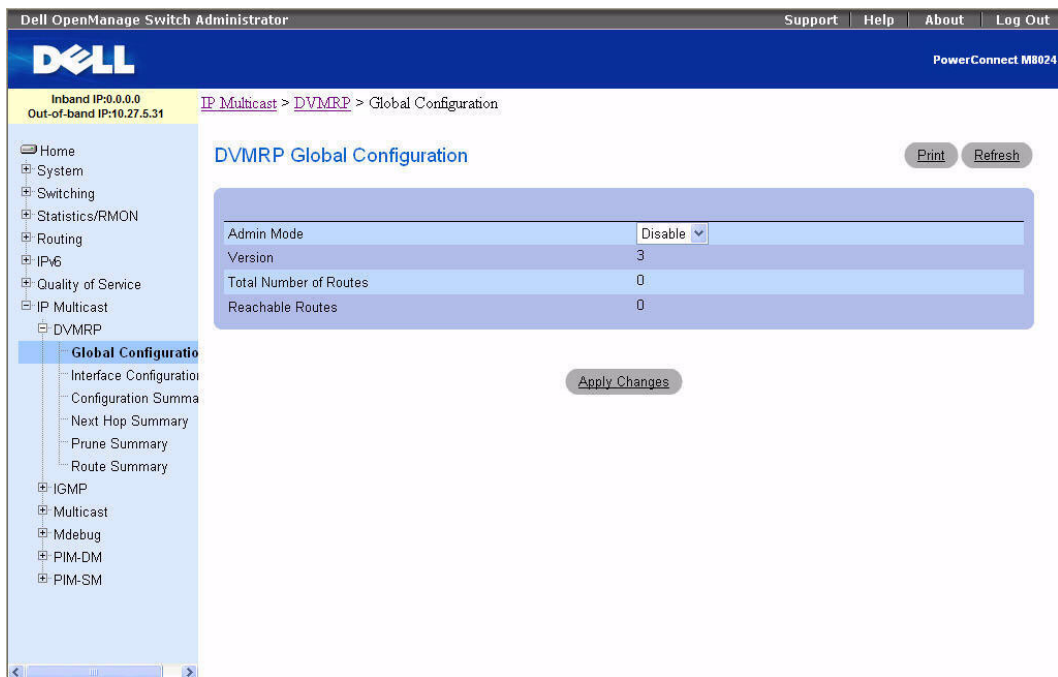 Dell OpenManage Switch Administrator
Support | Help | About | Log Out
DELL
PowerConnect M8024
Inband IP:0.0.0.0
Out-of-band IP:10.27.5.31
IP Multicast > DVMRP > Global Configuration
Home
System
Switching
Statistics/RMON
Routing
IPv6
Quality of Service
IP Multicast
DVMRP
Global Configuratio
Interface Configuration
Configuration Summa
Next Hop Summary
Prune Summary
Route Summary
IGMP
Multicast
Mdebug
PIM-DM
PIM-SM
DVMRP Global Configuration
Print Refresh
Admin Mode Disable
Version 3
Total Number of Routes 0
Reachable Routes 0
Apply Changes